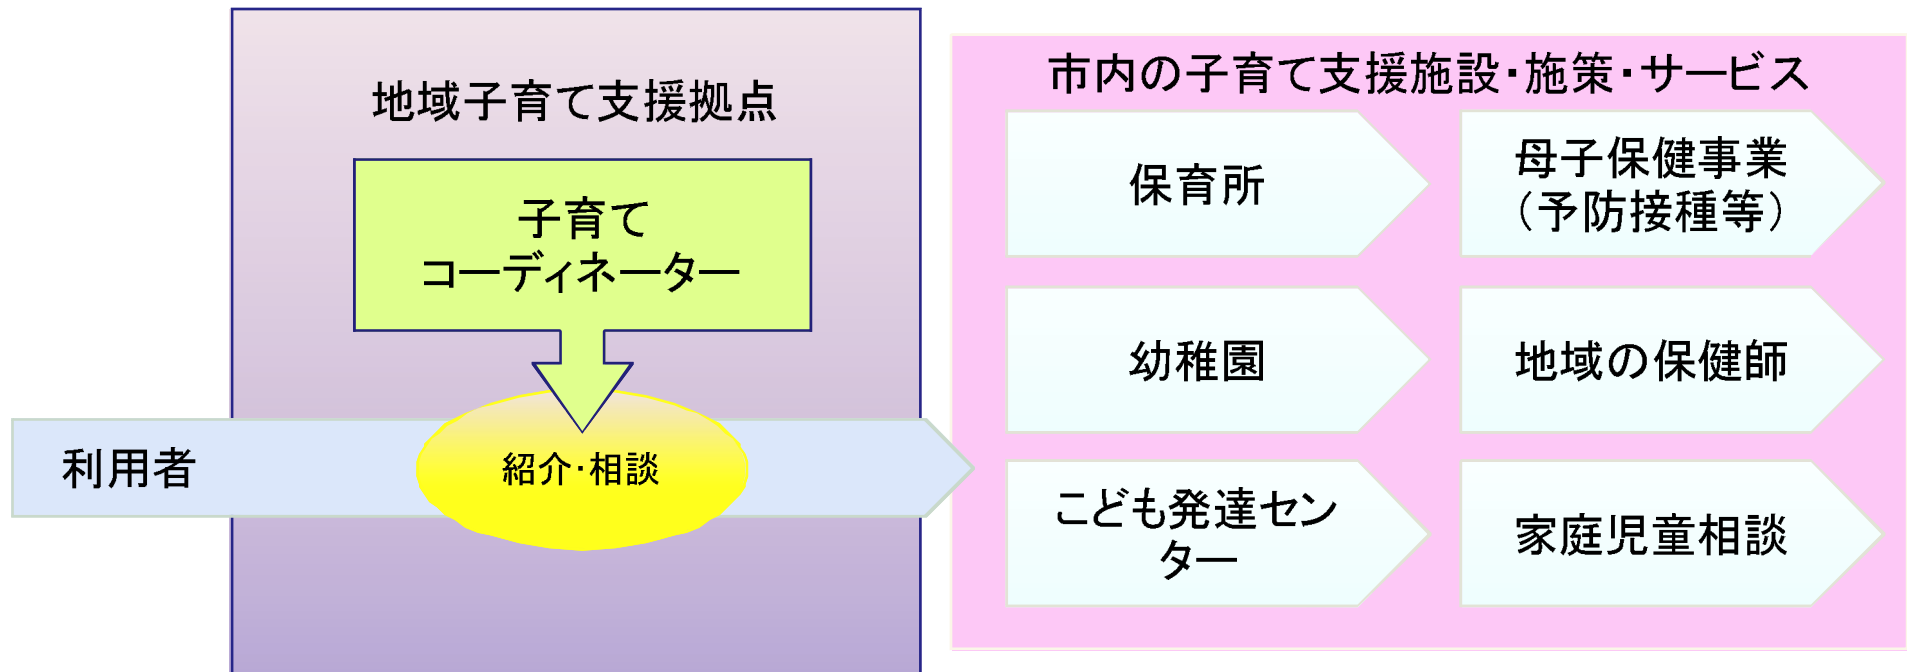 地域子育て支援拠点
子育て
コーディネーター
利用者
紹介・相談
市内の子育て支援施設・施策・サービス
保育所
母子保健事業
（予防接種等）
幼稚園
地域の保健師
こども発達セン
ター
家庭児童相談